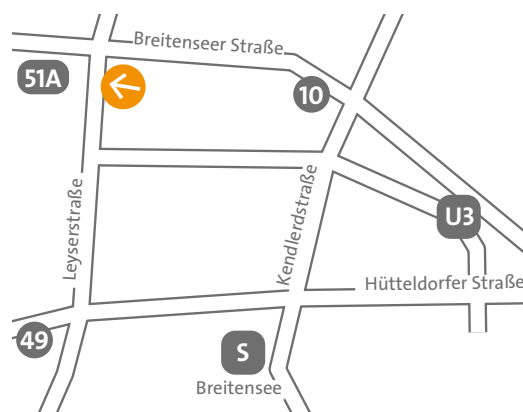 Breitenseer Straße
51A
10
Leyserstraße
Kendlerdstraße
U3
Hütteldorfer Straße
49
S
Breitensee